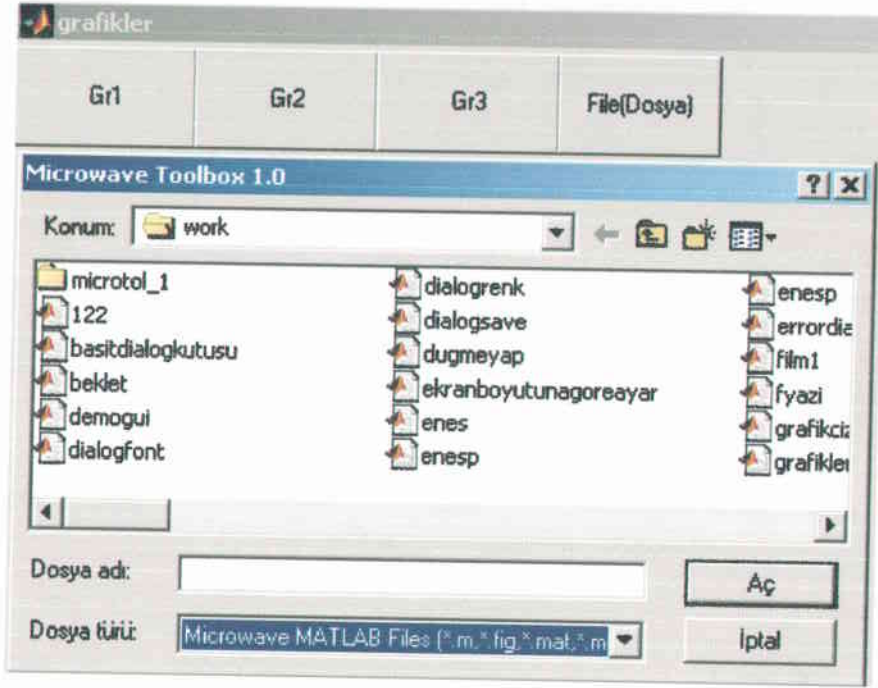 grafikler
Gr1 Gr2 Gr3 File(Dosya)
Microwave Toolbox 1.0
Konum: work
microtol_1
122
basitdialogkutusu
beklet
demogui
dialogfont
dialogrenk
dialogsave
dugmeyap
ekranboyutunagoreayar
enes
enesp
enesp
errordia
film1
fyazi
grafikciz
grafikler
Dosya adı:
Aç
Dosya türü: Microwave MATLAB Files (*.m,*.fig,*.mat,*.m
İptal